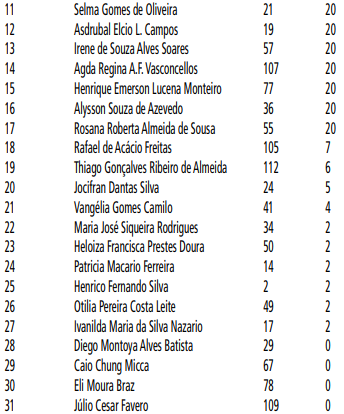 11 Selma Gomes de Oliveira 21 20
12 Asdrubal Elcio L. Campos 19 20
13 Irene de Souza Alves Soares 57 20
14 Agda Regina A.F. Vasconcellos 107 20
15 Henrique Emerson Lucena Monteiro 77 20
16 Alysson Souza de Azevedo 36 20
17 Rosana Roberta Almeida de Sousa 55 20
18 Rafael de Acácio Freitas 105 7
19 Thiago Gonçalves Ribeiro de Almeida 112 6
20 Jocifran Dantas Silva 24 5
21 Vangélia Gomes Camilo 41 4
22 Maria José Siqueira Rodrigues 34 2
23 Heloiza Francisca Prestes Doura 50 2
24 Patricia Macario Ferreira 14 2
25 Henrico Fernando Silva 2 2
26 Otilia Pereira Costa Leite 49 2
27 Ivanilda Maria da Silva Nazario 17 2
28 Diego Montoya Alves Batista 29 0
29 Caio Chung Micca 67 0
30 Eli Moura Braz 78 0
31 Júlio Cesar Favero 109 0